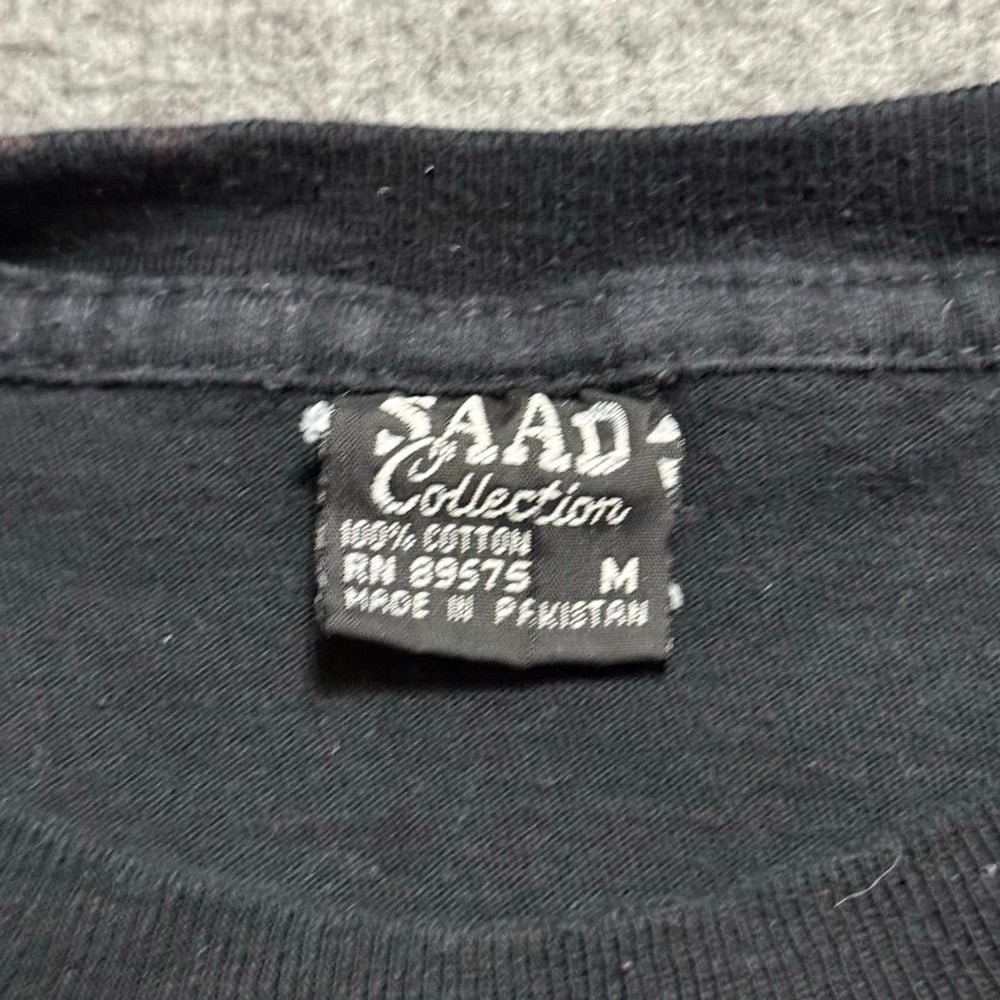 SAAD
Collection
100% COTTON
RN 89575 M
MADE IN PAKISTAN